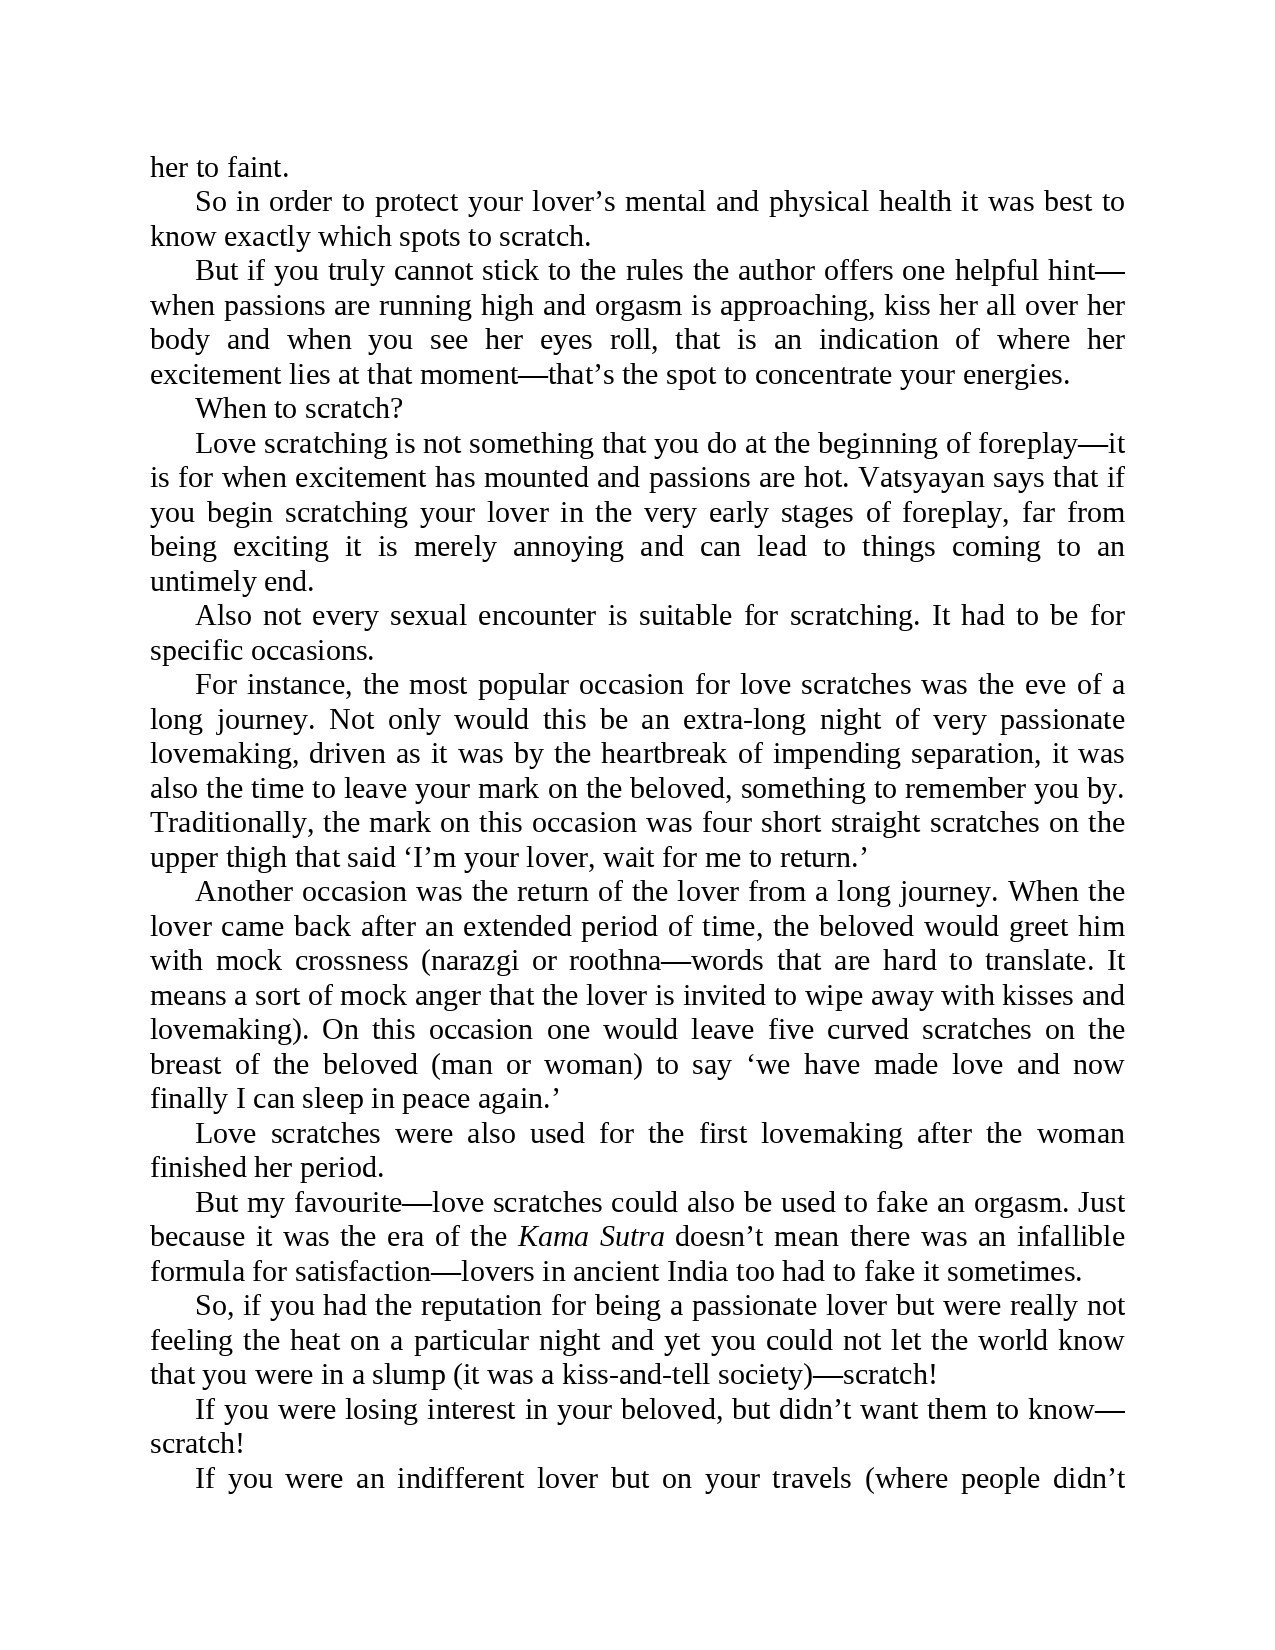 her to faint.
So in order to protect your lover’s mental and physical health it was best to
know exactly which spots to scratch.
But if you truly cannot stick to the rules the author offers one helpful hint—
when passions are running high and orgasm is approaching, kiss her all over her
body and when you see her eyes roll, that is an indication of where her
excitement lies at that moment—that’s the spot to concentrate your energies.
When to scratch?
Love scratching is not something that you do at the beginning of foreplay—it
is for when excitement has mounted and passions are hot. Vatsyayan says that if
you begin scratching your lover in the very early stages of foreplay, far from
being exciting it is merely annoying and can lead to things coming to an
untimely end.
Also not every sexual encounter is suitable for scratching. It had to be for
specific occasions.
For instance, the most popular occasion for love scratches was the eve of a
long journey. Not only would this be an extra-long night of very passionate
lovemaking, driven as it was by the heartbreak of impending separation, it was
also the time to leave your mark on the beloved, something to remember you by.
Traditionally, the mark on this occasion was four short straight scratches on the
upper thigh that said ‘I’m your lover, wait for me to return.’
Another occasion was the return of the lover from a long journey. When the
lover came back after an extended period of time, the beloved would greet him
with mock crossness (narazgi or roothna—words that are hard to translate. It
means a sort of mock anger that the lover is invited to wipe away with kisses and
lovemaking). On this occasion one would leave five curved scratches on the
breast of the beloved (man or woman) to say ‘we have made love and now
finally I can sleep in peace again.’
Love scratches were also used for the first lovemaking after the woman
finished her period.
But my favourite—love scratches could also be used to fake an orgasm. Just
because it was the era of the Kama Sutra doesn’t mean there was an infallible
formula for satisfaction—lovers in ancient India too had to fake it sometimes.
So, if you had the reputation for being a passionate lover but were really not
feeling the heat on a particular night and yet you could not let the world know
that you were in a slump (it was a kiss-and-tell society)—scratch!
If you were losing interest in your beloved, but didn’t want them to know—
scratch!
If you were an indifferent lover but on your travels (where people didn’t